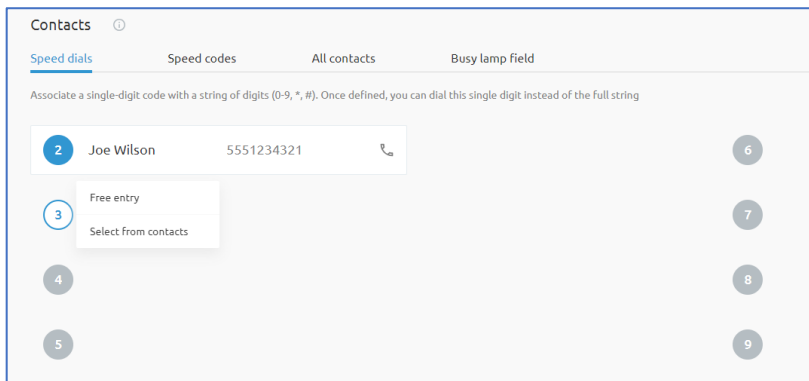 Contacts
Speed dials Speed codes All contacts Busy lamp field
Associate a single-digit code with a string of digits (0-9, *, #). Once defined, you can dial this single digit instead of the full string
2 Joe Wilson 5551234321 6
Free entry
3 7
Select from contacts
4 8
5 9